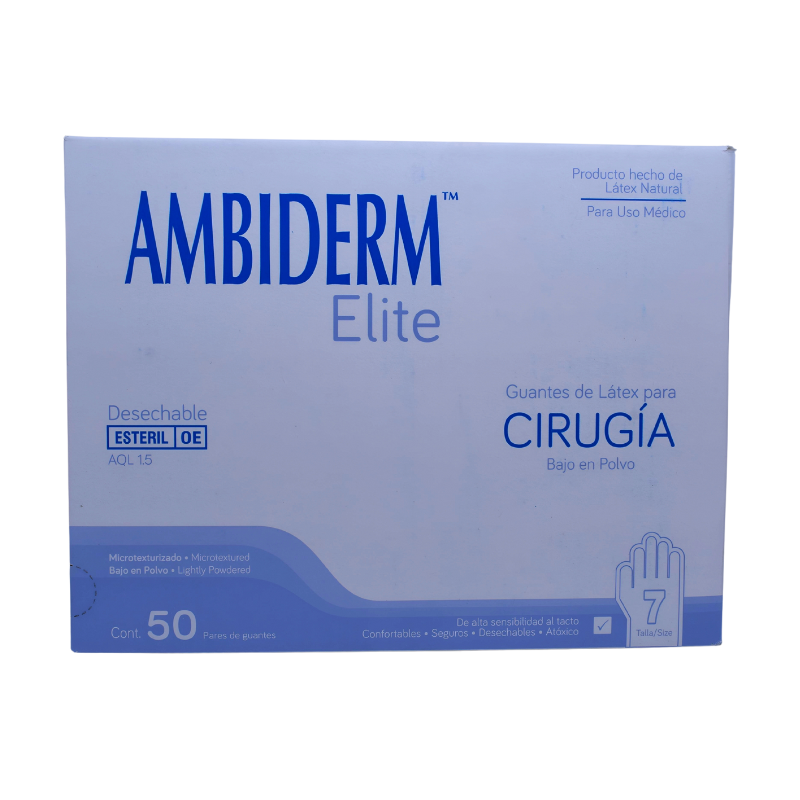 Producto hecho de
Látex Natural
Para Uso Médico
AMBIDERM™
Elite
Guantes de Látex para
CIRUGÍA
Bajo en Polvo
Desechable
ESTERIL OE
AQL 1.5
Microtexturizado • Microtextured
Bajo en Polvo • Lightly Powdered
Cont. 50 Pares de guantes
De alta sensibilidad al tacto
Confortables • Seguros • Desechables • Atóxico
7
Talla/Size